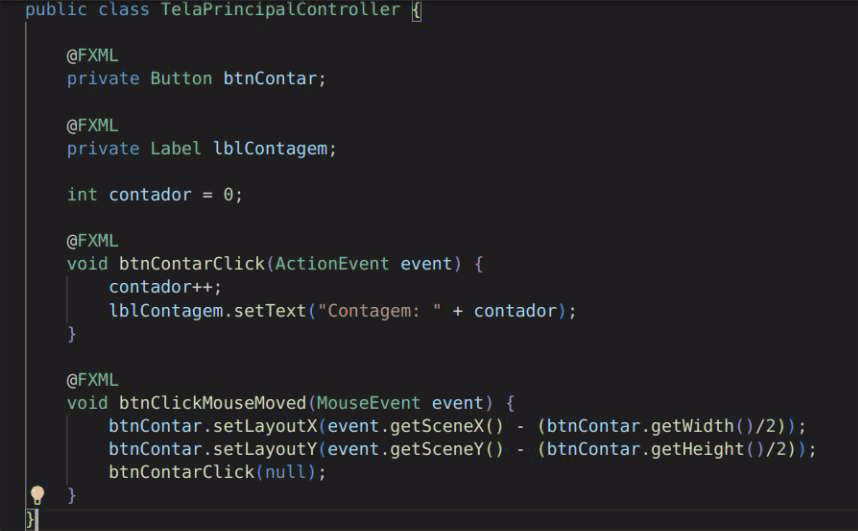 public class TelaPrincipalController {
@FXML
private Button btnContar;
@FXML
private Label lblContagem;
int contador = 0;
@FXML
void btnContarClick(ActionEvent event) {
contador++;
lblContagem.setText("Contagem: " + contador);
}
@FXML
void btnClickMouseMoved(MouseEvent event) {
btnContar.setLayoutX(event.getSceneX() - (btnContar.getWidth()/2));
btnContar.setLayoutY(event.getSceneY() - (btnContar.getHeight()/2));
btnContarClick(null);
}
}